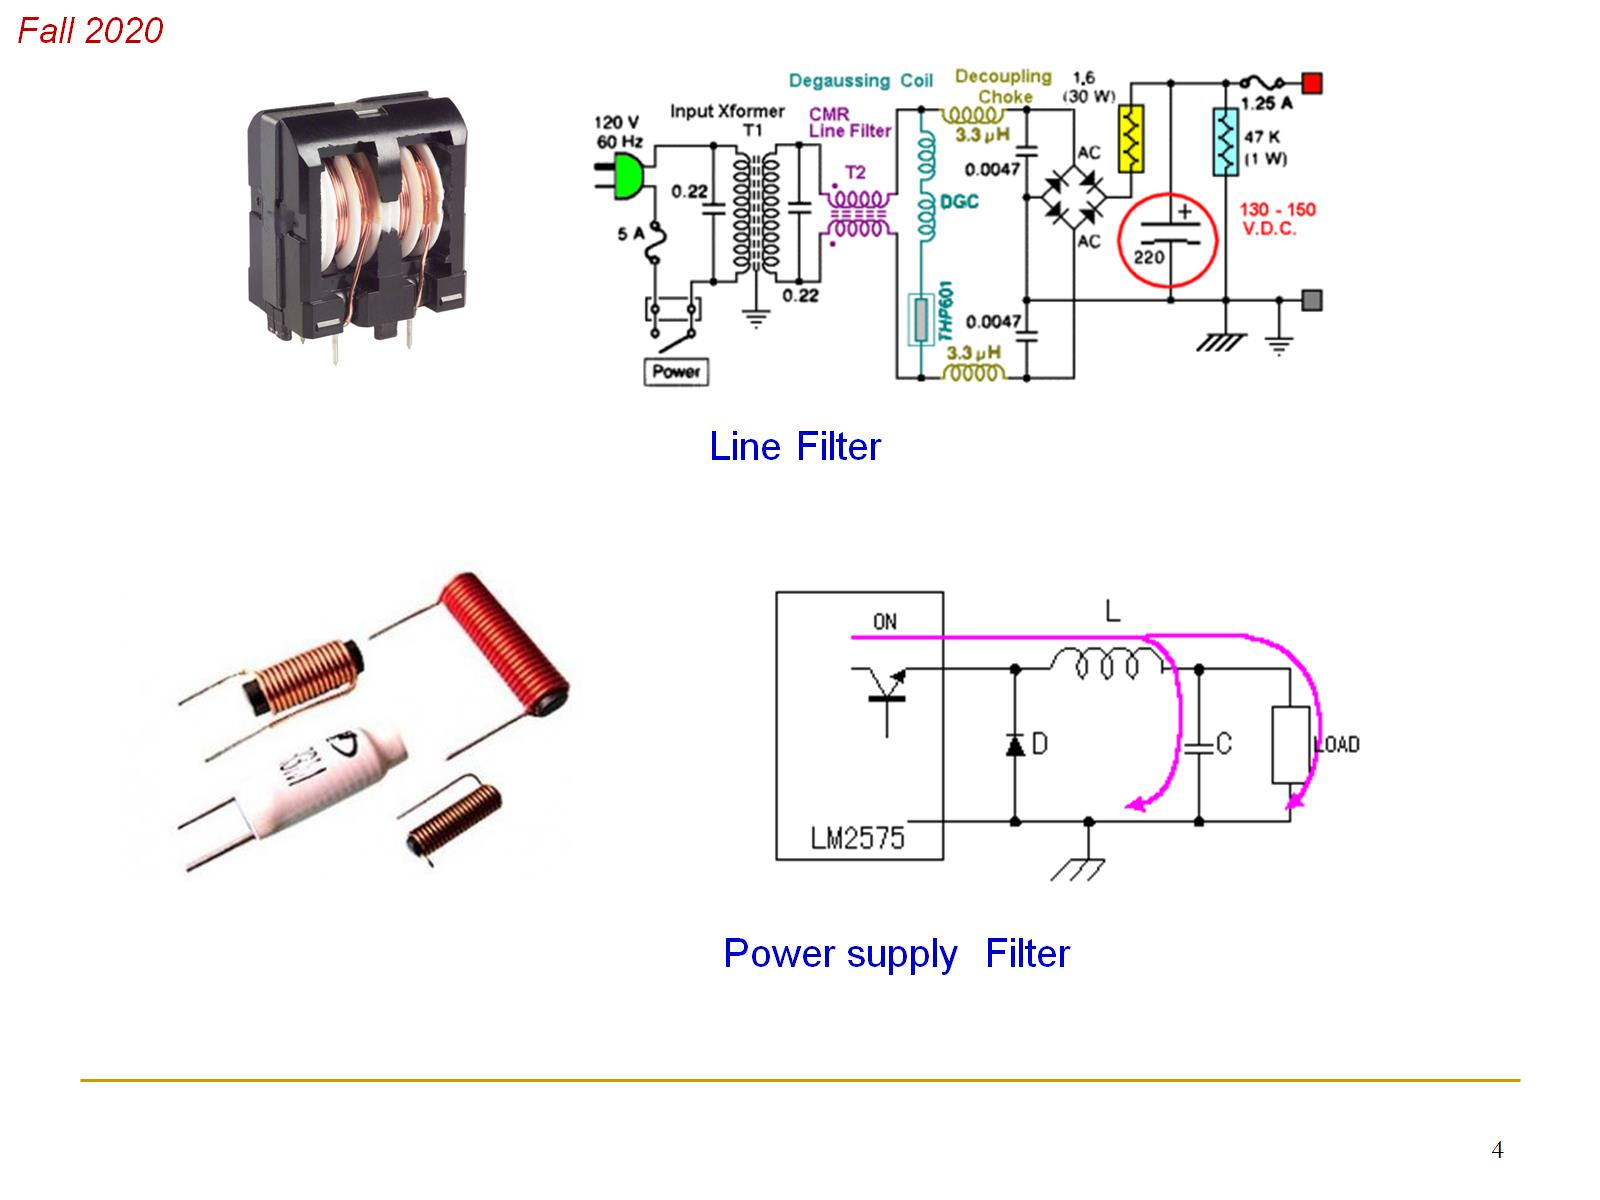 Fall 2020
Degaussing Coil
Decoupling
Choke
1.6
(30 W)
1.25 A
Input Xformer
T1
CMR
Line Filter
120 V
60 Hz
3.3 µH
47 K
(1 W)
AC
0.0047
T2
0.22
DGC
5 A
130 - 150
V.D.C.
+
AC
220
0.22
THP601
0.0047
3.3 µH
Power
Line Filter
L
ON
D
C
LOAD
LM2575
Power supply Filter
4